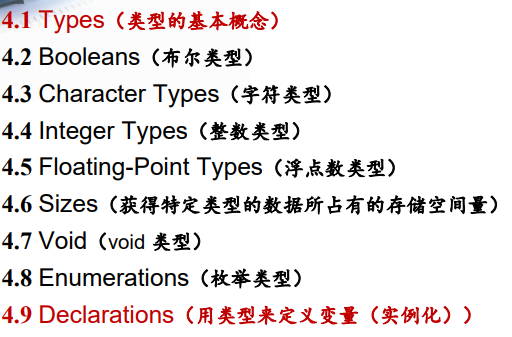 4.1 Types（类型的基本概念）
4.2 Booleans（布尔类型）
4.3 Character Types（字符类型）
4.4 Integer Types（整数类型）
4.5 Floating-Point Types（浮点数类型）
4.6 Sizes（获得特定类型的数据所占有的存储空间量）
4.7 Void（void 类型）
4.8 Enumerations（枚举类型）
4.9 Declarations（用类型来定义变量（实例化））